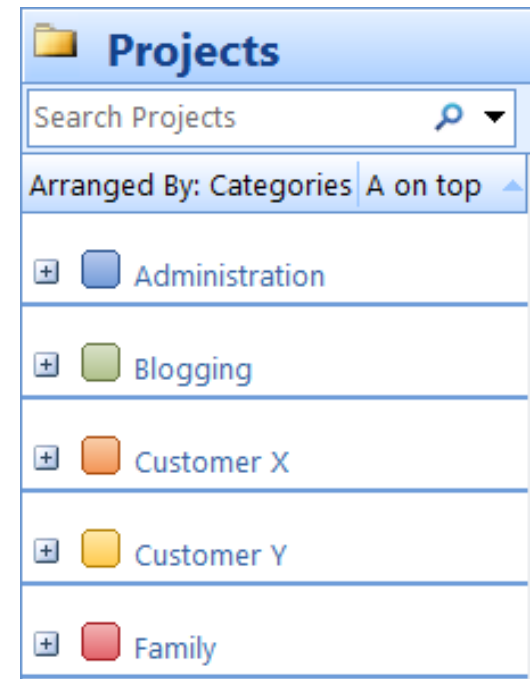 Projects
Search Projects
Arranged By: Categories A on top
Administration
Blogging
Customer X
Customer Y
Family